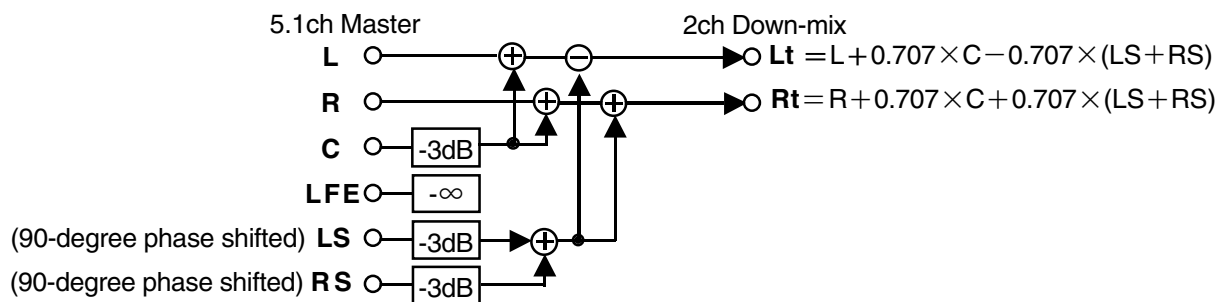 5.1ch Master 2ch Down-mix
L + − Lt =L+0.707×C−0.707×(LS+RS)
R + + Rt=R+0.707×C+0.707×(LS+RS)
C -3dB
LFE -∞
(90-degree phase shifted) LS -3dB +
(90-degree phase shifted) RS -3dB